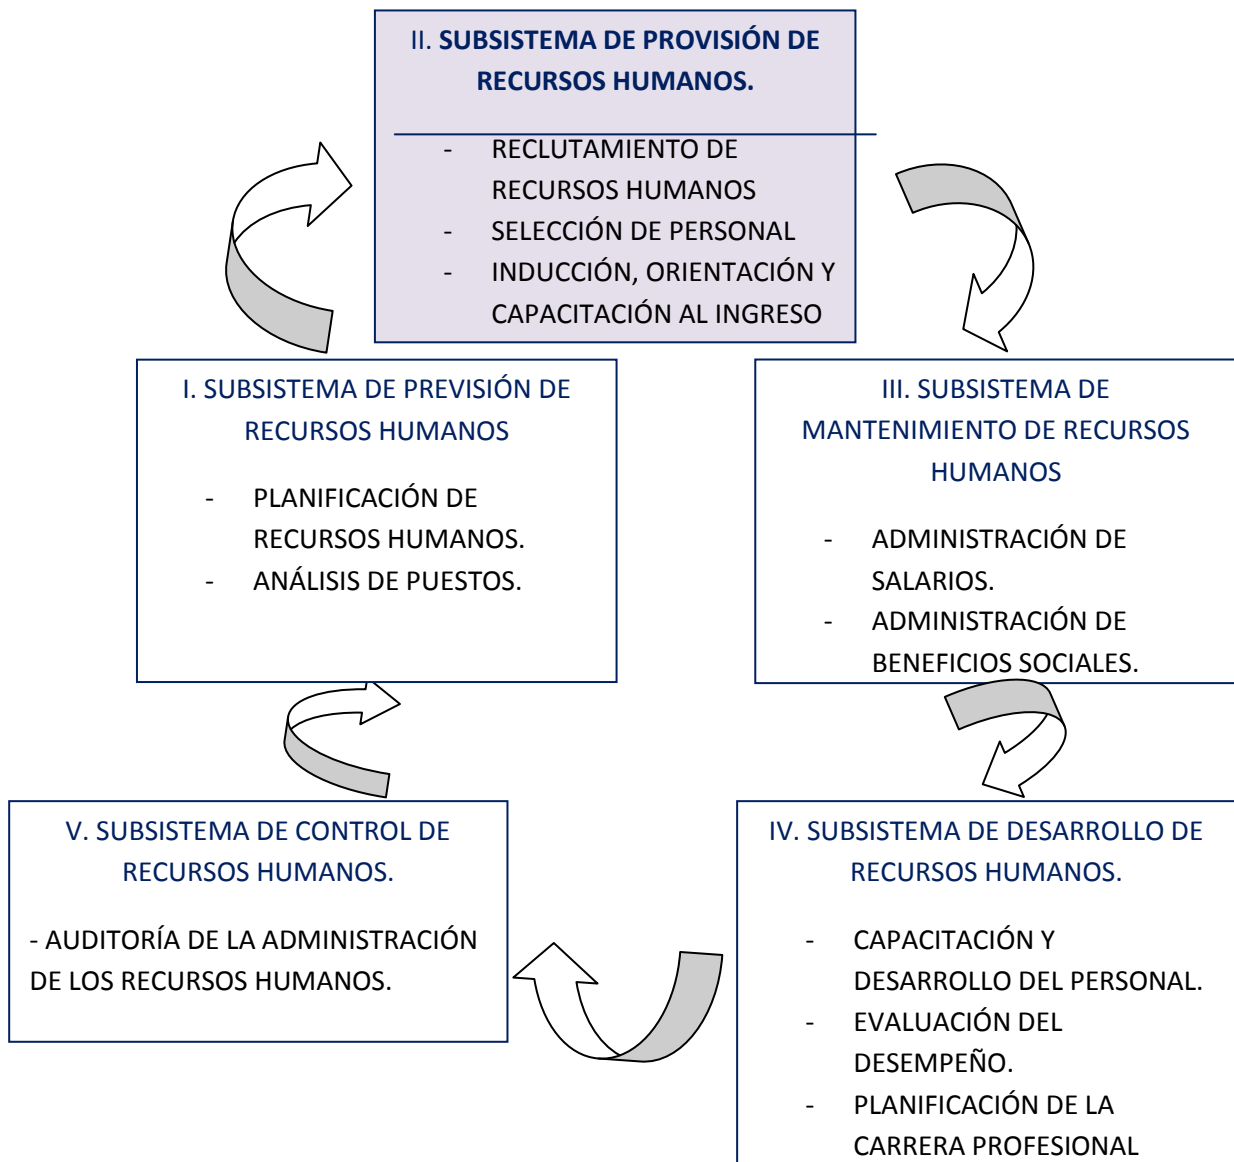 II. SUBSISTEMA DE PROVISIÓN DE
RECURSOS HUMANOS.
- RECLUTAMIENTO DE
RECURSOS HUMANOS
- SELECCIÓN DE PERSONAL
- INDUCCIÓN, ORIENTACIÓN Y
CAPACITACIÓN AL INGRESO
I. SUBSISTEMA DE PREVISIÓN DE
RECURSOS HUMANOS
- PLANIFICACIÓN DE
RECURSOS HUMANOS.
- ANÁLISIS DE PUESTOS.
III. SUBSISTEMA DE
MANTENIMIENTO DE RECURSOS
HUMANOS
- ADMINISTRACIÓN DE
SALARIOS.
- ADMINISTRACIÓN DE
BENEFICIOS SOCIALES.
V. SUBSISTEMA DE CONTROL DE
RECURSOS HUMANOS.
- AUDITORÍA DE LA ADMINISTRACIÓN
DE LOS RECURSOS HUMANOS.
IV. SUBSISTEMA DE DESARROLLO DE
RECURSOS HUMANOS.
- CAPACITACIÓN Y
DESARROLLO DEL PERSONAL.
- EVALUACIÓN DEL
DESEMPEÑO.
- PLANIFICACIÓN DE LA
CARRERA PROFESIONAL